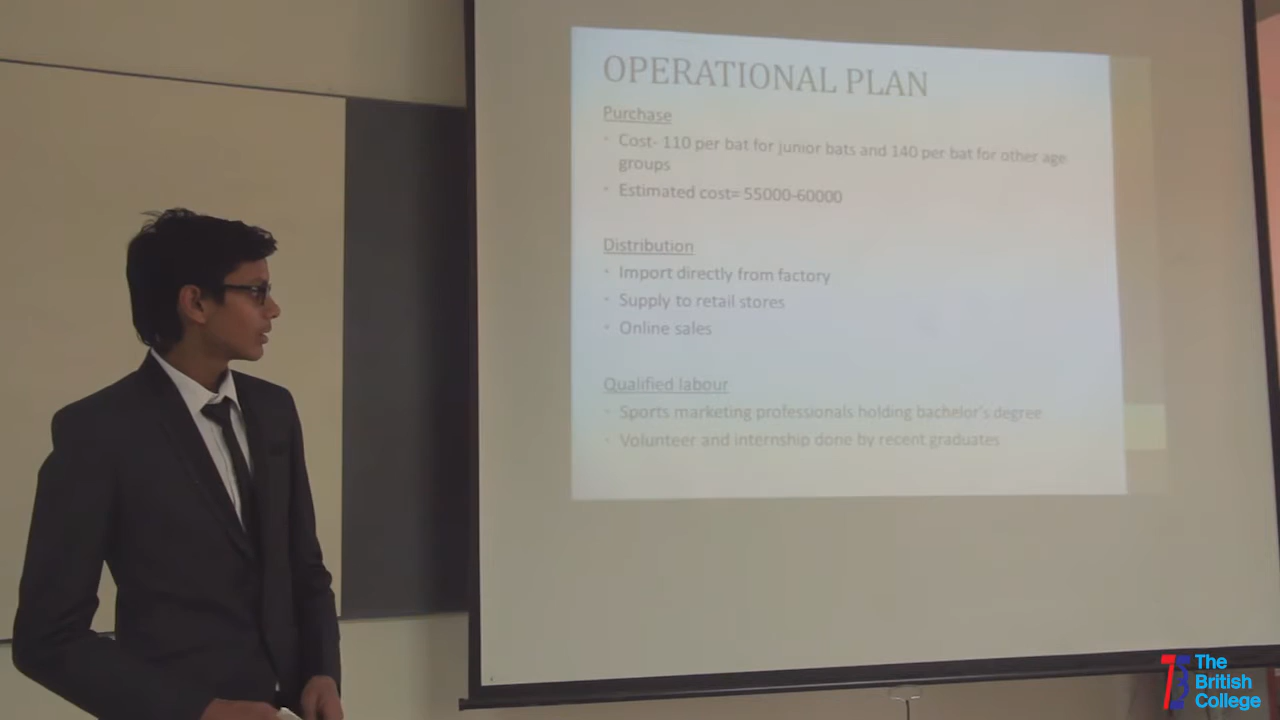 OPERATIONAL PLAN
Purchase
• Cost- 110 per bat for junior bats and 140 per bat for other age
groups
• Estimated cost= 55000-60000
Distribution
• Import directly from factory
• Supply to retail stores
• Online sales
Qualified labour
• Sports marketing professionals holding bachelor's degree
• Volunteer and internship done by recent graduates
The
British
College